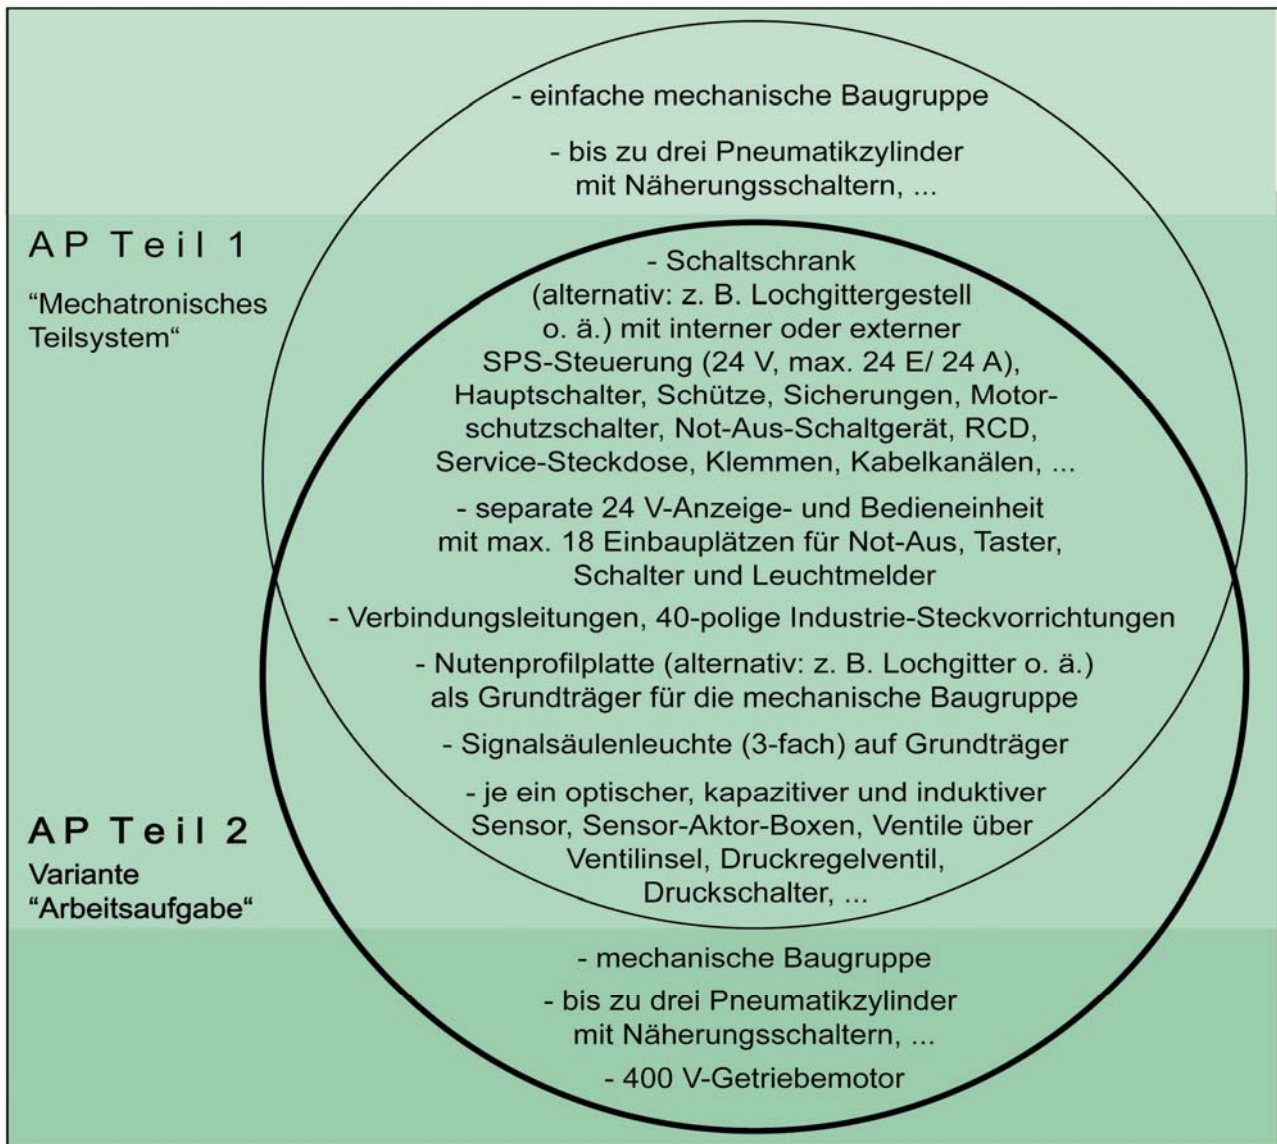 - einfache mechanische Baugruppe
- bis zu drei Pneumatikzylinder
mit Näherungsschaltern, ...
AP Teil 1
“Mechatronisches
Teilsystem“
- Schaltschrank
(alternativ: z. B. Lochgittergestell
o. ä.) mit interner oder externer
SPS-Steuerung (24 V, max. 24 E/ 24 A),
Hauptschalter, Schütze, Sicherungen, Motor-
schutzschalter, Not-Aus-Schaltgerät, RCD,
Service-Steckdose, Klemmen, Kabelkanälen, ...
- separate 24 V-Anzeige- und Bedieneinheit
mit max. 18 Einbauplätzen für Not-Aus, Taster,
Schalter und Leuchtmelder
- Verbindungsleitungen, 40-polige Industrie-Steckvorrichtungen
- Nutenprofilplatte (alternativ: z. B. Lochgitter o. ä.)
als Grundträger für die mechanische Baugruppe
- Signalsäulenleuchte (3-fach) auf Grundträger
- je ein optischer, kapazitiver und induktiver
Sensor, Sensor-Aktor-Boxen, Ventile über
Ventilinsel, Druckregelventil,
Druckschalter, ...
AP Teil 2
Variante
“Arbeitsaufgabe“
- mechanische Baugruppe
- bis zu drei Pneumatikzylinder
mit Näherungsschaltern, ...
- 400 V-Getriebemotor